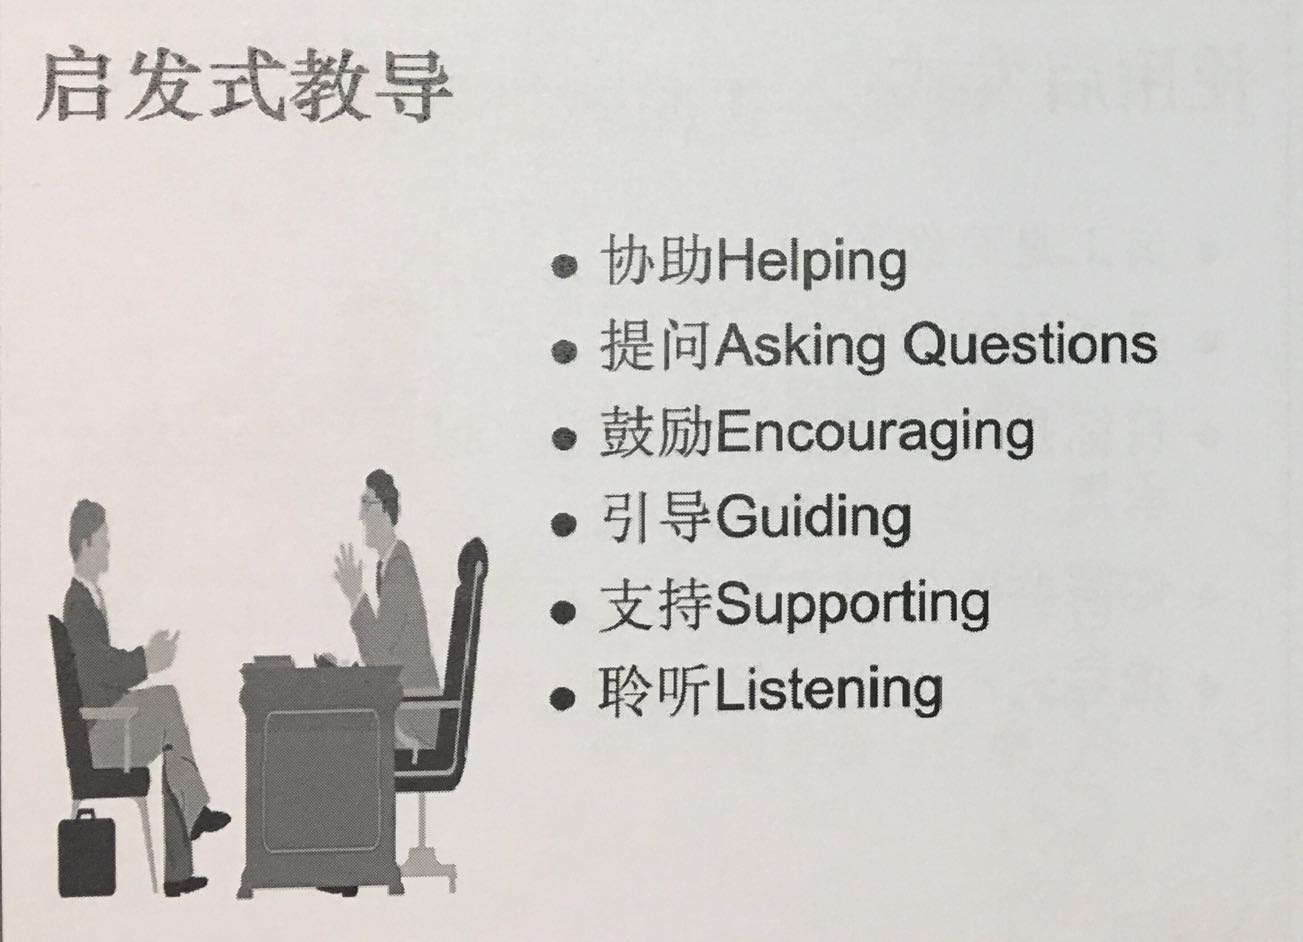 启发式教导
● 协助Helping
● 提问Asking Questions
● 鼓励Encouraging
● 引导Guiding
● 支持Supporting
● 聆听Listening